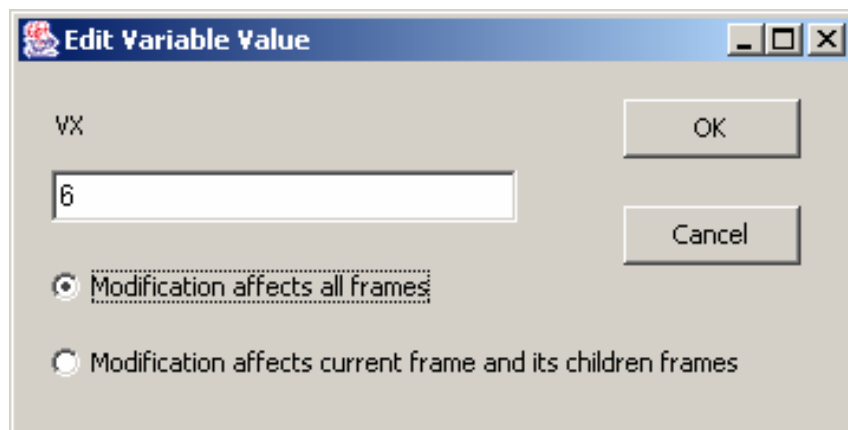 Edit Variable Value
VX
OK
6
Cancel
Modification affects all frames
Modification affects current frame and its children frames